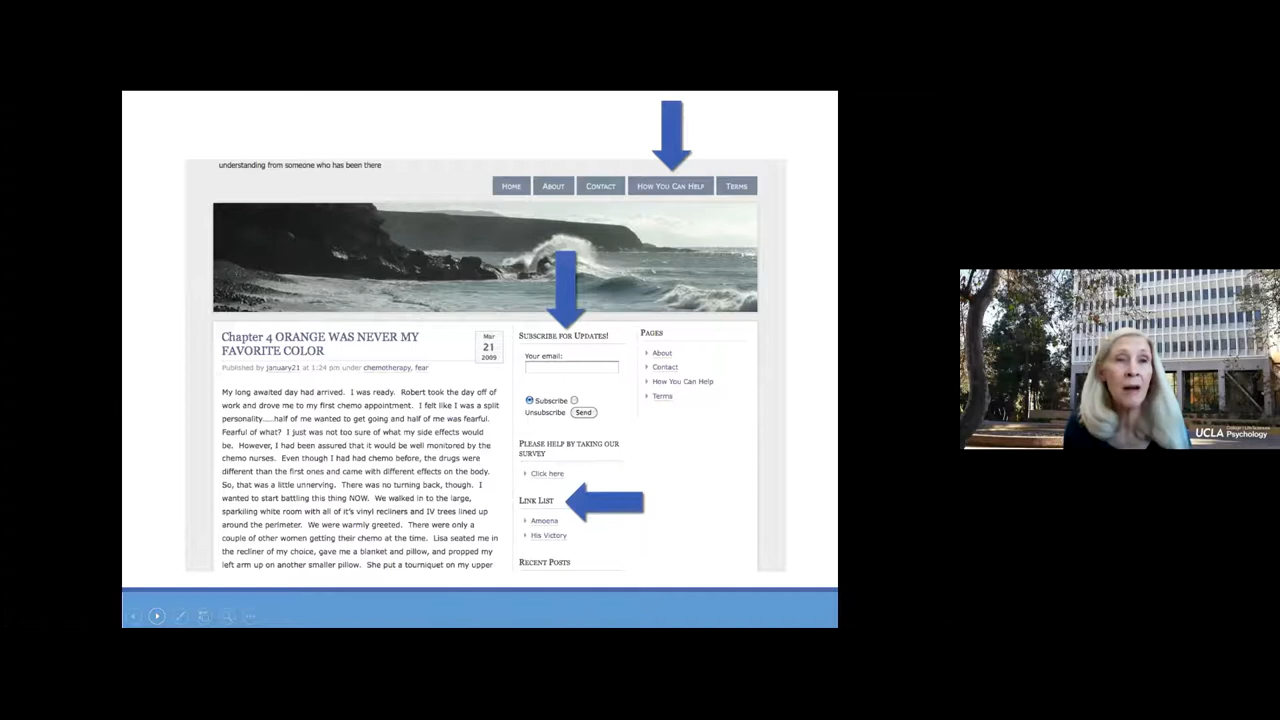 understanding from someone who has been there
HOME
ABOUT
CONTACT
HOW YOU CAN HELP
TERMS
Chapter 4 ORANGE WAS NEVER MY
FAVORITE COLOR
Mar
21
2009
Published by january21 at 1:24 pm under chemotherapy, fear
My long awaited day had arrived. I was ready. Robert took the day off of
work and drove me to my first chemo appointment. I felt like I was a split
personality.....half of me wanted to get going and half of me was fearful.
Fearful of what? I just was not too sure of what my side effects would
be. However, I had been assured that it would be well monitored by the
chemo nurses. Even though I had had chemo before, the drugs were
different than the first ones and came with different effects on the body.
So, that was a little unnerving. There was no turning back, though. I
wanted to start battling this thing NOW. We walked in to the large,
sparkling white room with all of it's vinyl recliners and IV trees lined up
around the perimeter. We were warmly greeted. There were only a
couple of other women getting their chemo at the time. Lisa seated me in
the recliner of my choice, gave me a blanket and pillow, and propped my
left arm up on another smaller pillow. She put a tourniquet on my upper
SUBSCRIBE FOR UPDATES!
Your email:
Subscribe
Unsubscribe Send
PLEASE HELP BY TAKING OUR
SURVEY
Click here
LINK LIST
Amoena
His Victory
RECENT POSTS
PAGES
About
Contact
How You Can Help
Terms
UCLA
College | Life Sciences
Psychology